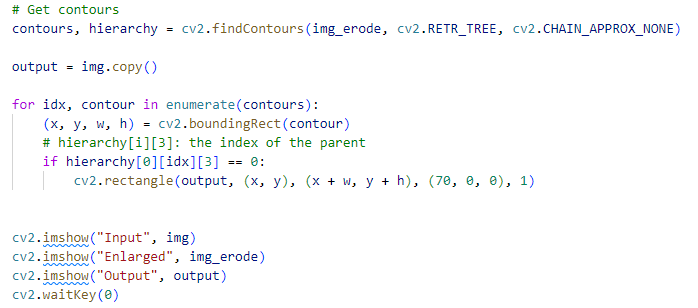 # Get contours
contours, hierarchy = cv2.findContours(img_erode, cv2.RETR_TREE, cv2.CHAIN_APPROX_NONE)
output = img.copy()
for idx, contour in enumerate(contours):
    (x, y, w, h) = cv2.boundingRect(contour)
    # hierarchy[i][3]: the index of the parent
    if hierarchy[0][idx][3] == 0:
        cv2.rectangle(output, (x, y), (x + w, y + h), (70, 0, 0), 1)
cv2.imshow("Input", img)
cv2.imshow("Enlarged", img_erode)
cv2.imshow("Output", output)
cv2.waitKey(0)